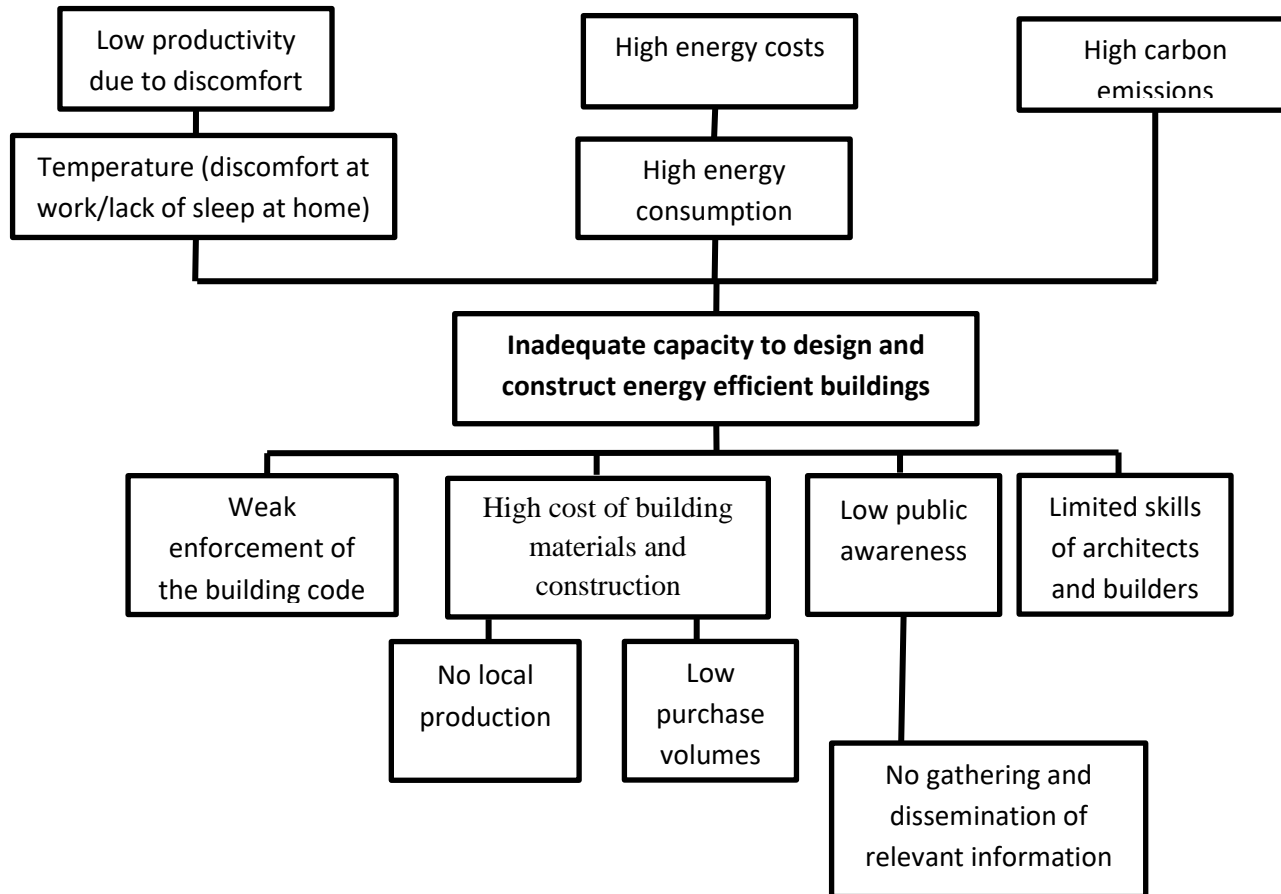 Low productivity
due to discomfort
High energy costs
High carbon
emissions
Temperature (discomfort at
work/lack of sleep at home)
High energy
consumption
Inadequate capacity to design and
construct energy efficient buildings
Weak
enforcement of
the building code
High cost of building
materials and
construction
Low public
awareness
Limited skills
of architects
and builders
No local
production
Low
purchase
volumes
No gathering and
dissemination of
relevant information